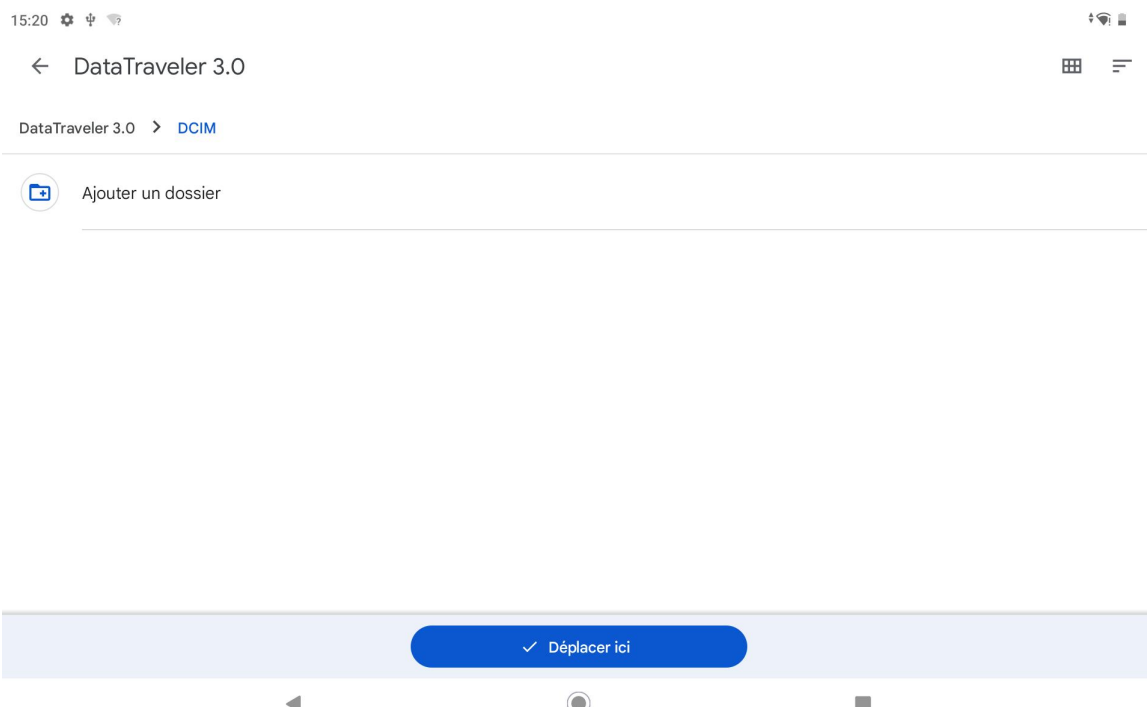 15:20
DataTraveler 3.0
DataTraveler 3.0 > DCIM
Ajouter un dossier
Déplacer ici